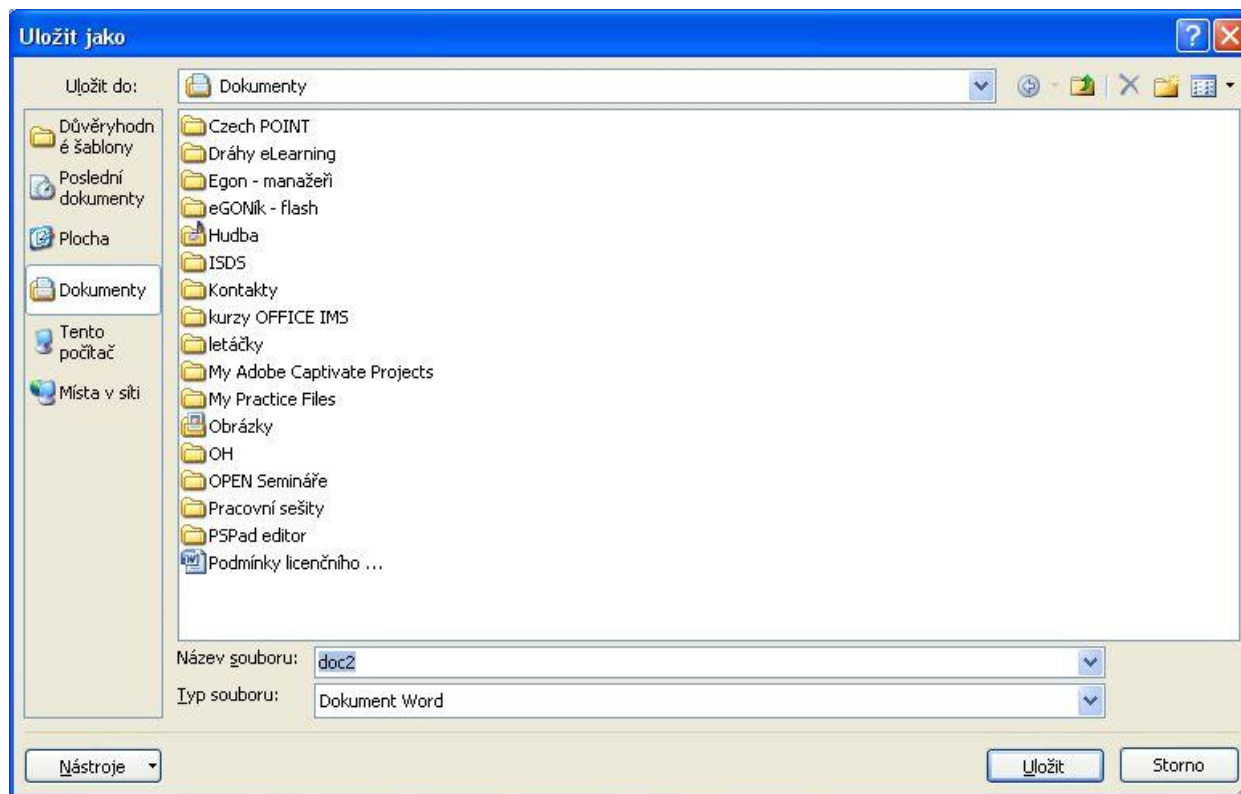 Uložit jako
Uložit do:
Dokumenty
Důvěryhodn
é šablony
Poslední
dokumenty
Plocha
Dokumenty
Tento
počítač
Místa v síti
Czech POINT
Dráhy eLearning
Egon - manažeři
eGONík - flash
Hudba
ISDS
Kontakty
kurzy OFFICE IMS
letáčky
My Adobe Captivate Projects
My Practice Files
Obrázky
OH
OPEN Semináře
Pracovní sešity
PSPad editor
Podmínky licenčního ...
Název souboru:
doc2
Typ souboru:
Dokument Word
Nástroje
Uložit
Storno